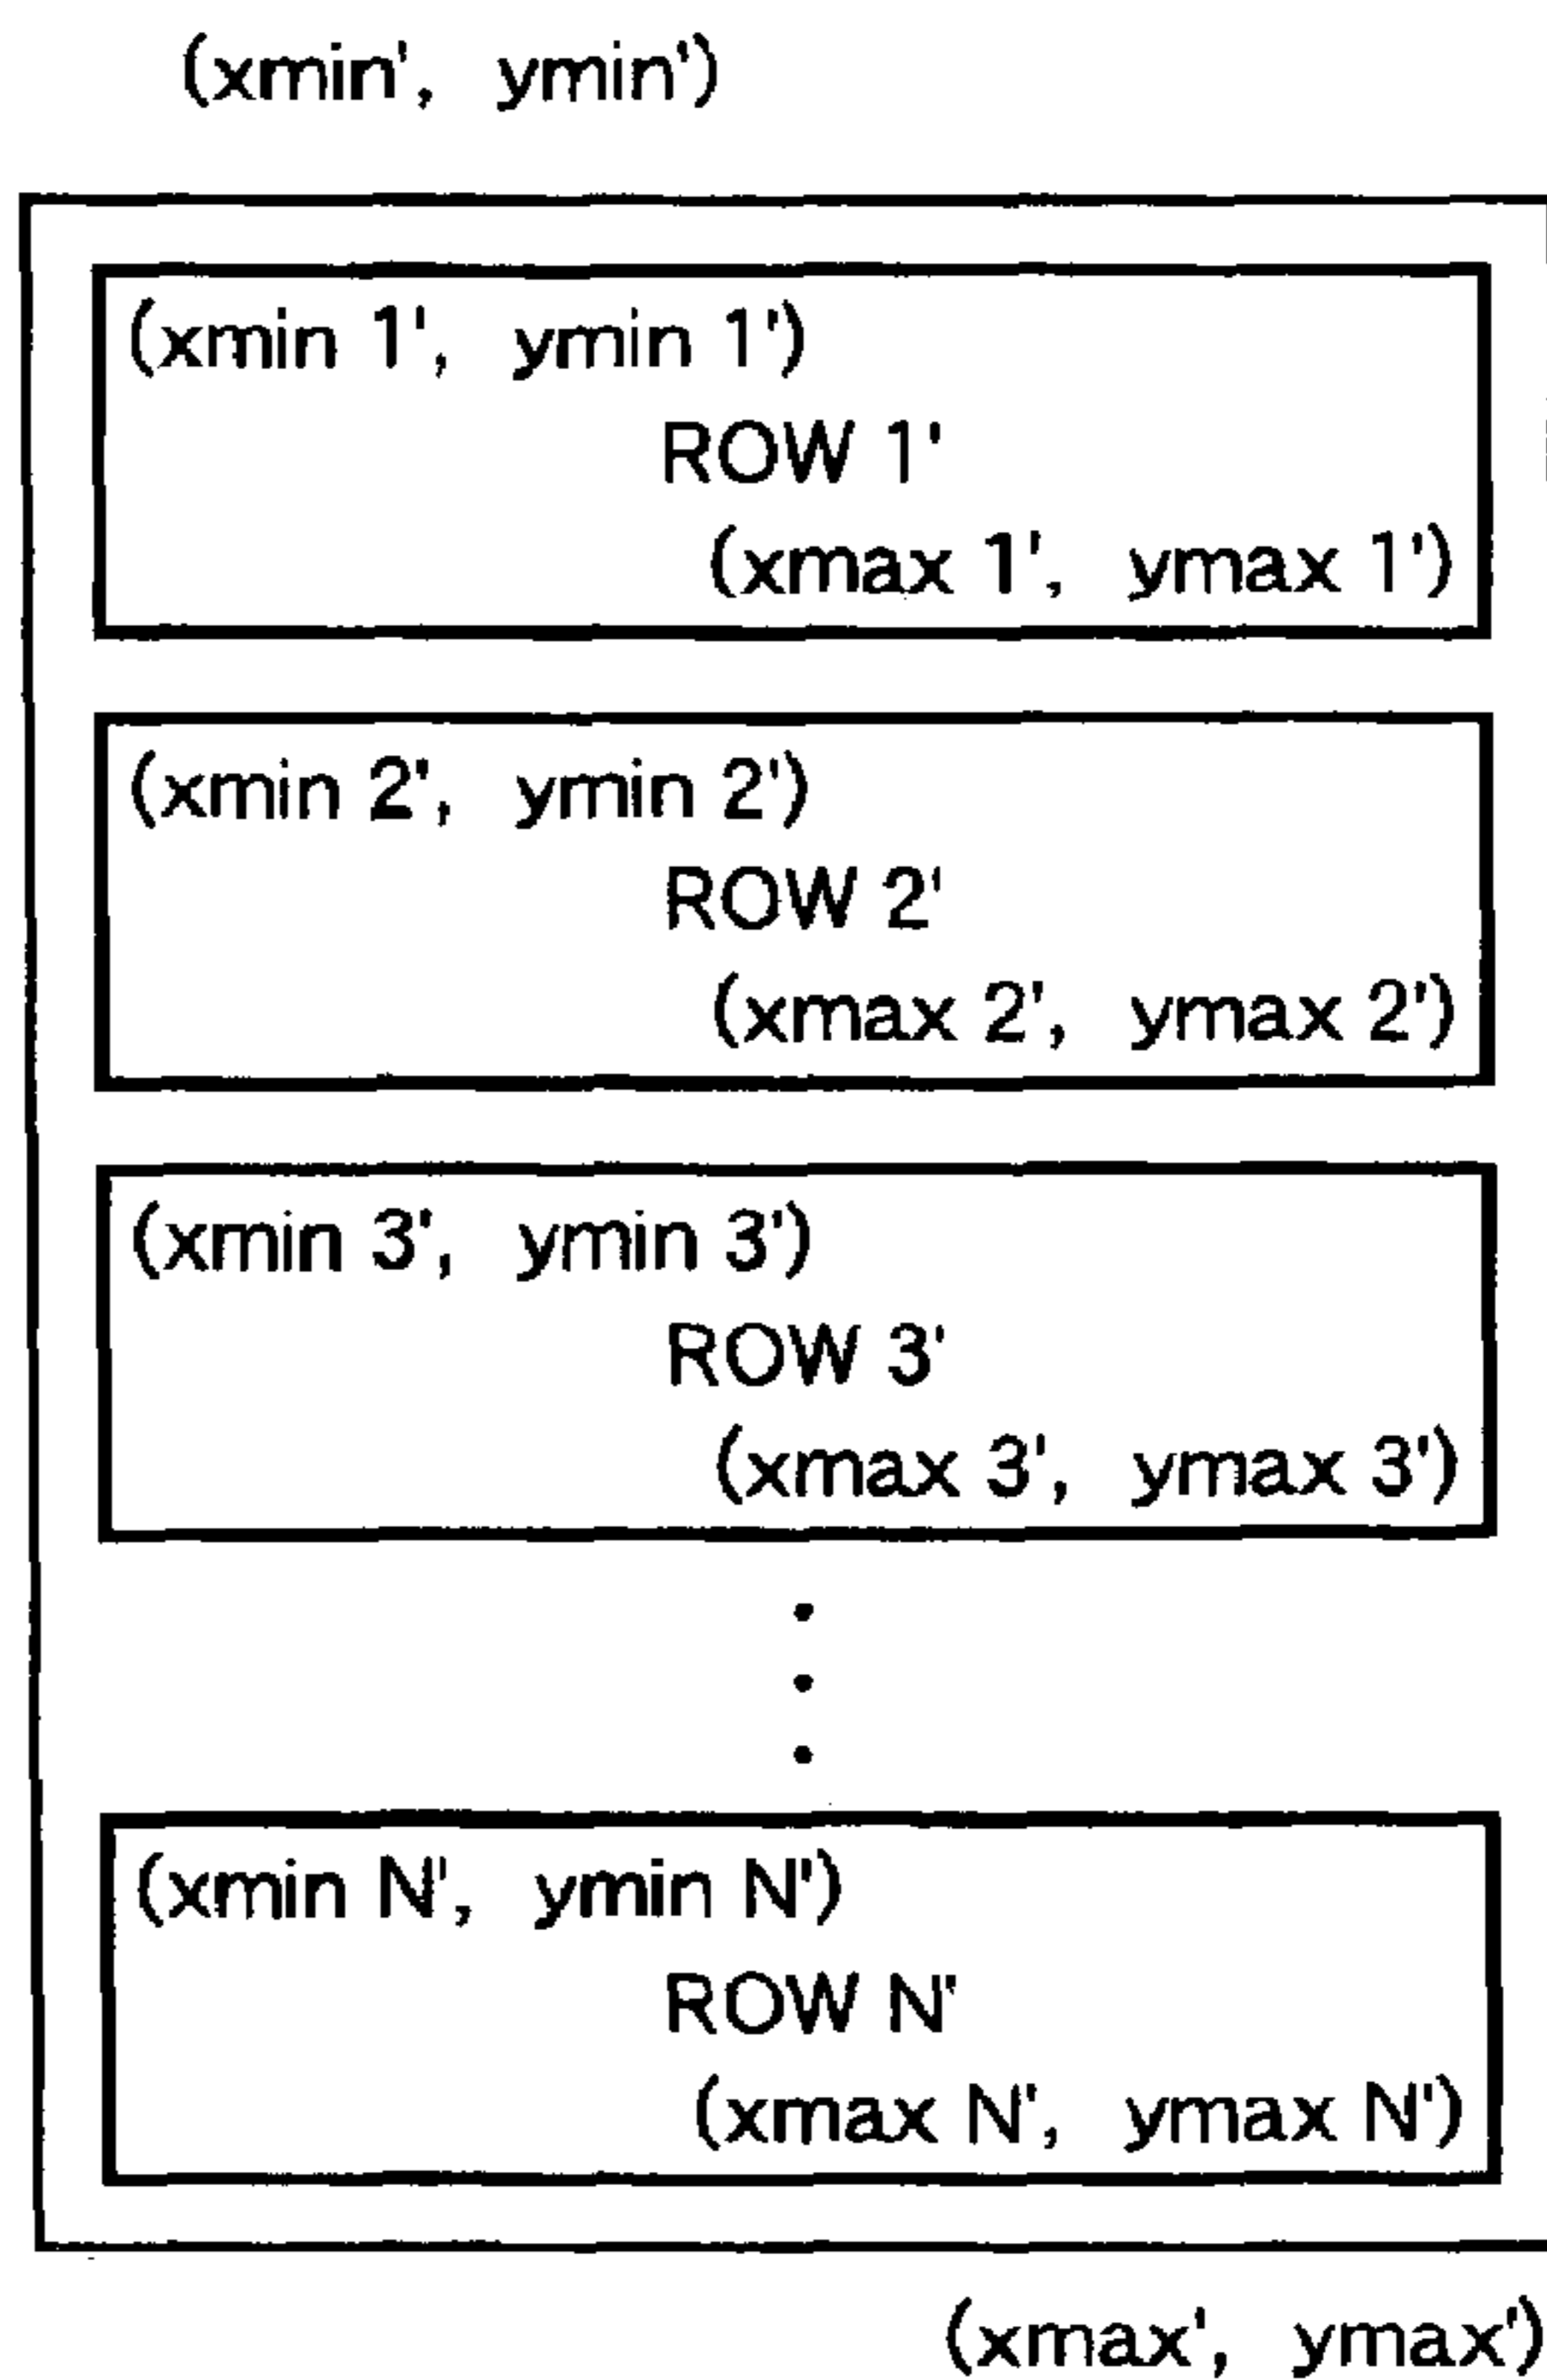 (xmin', ymin')
(xmin 1', ymin 1')
ROW 1'
(xmax 1', ymax 1')
(xmin 2', ymin 2')
ROW 2'
(xmax 2', ymax 2')
(xmin 3', ymin 3')
ROW 3'
(xmax 3', ymax 3')
(xmin N', ymin N')
ROW N'
(xmax N', ymax N')
(xmax', ymax')